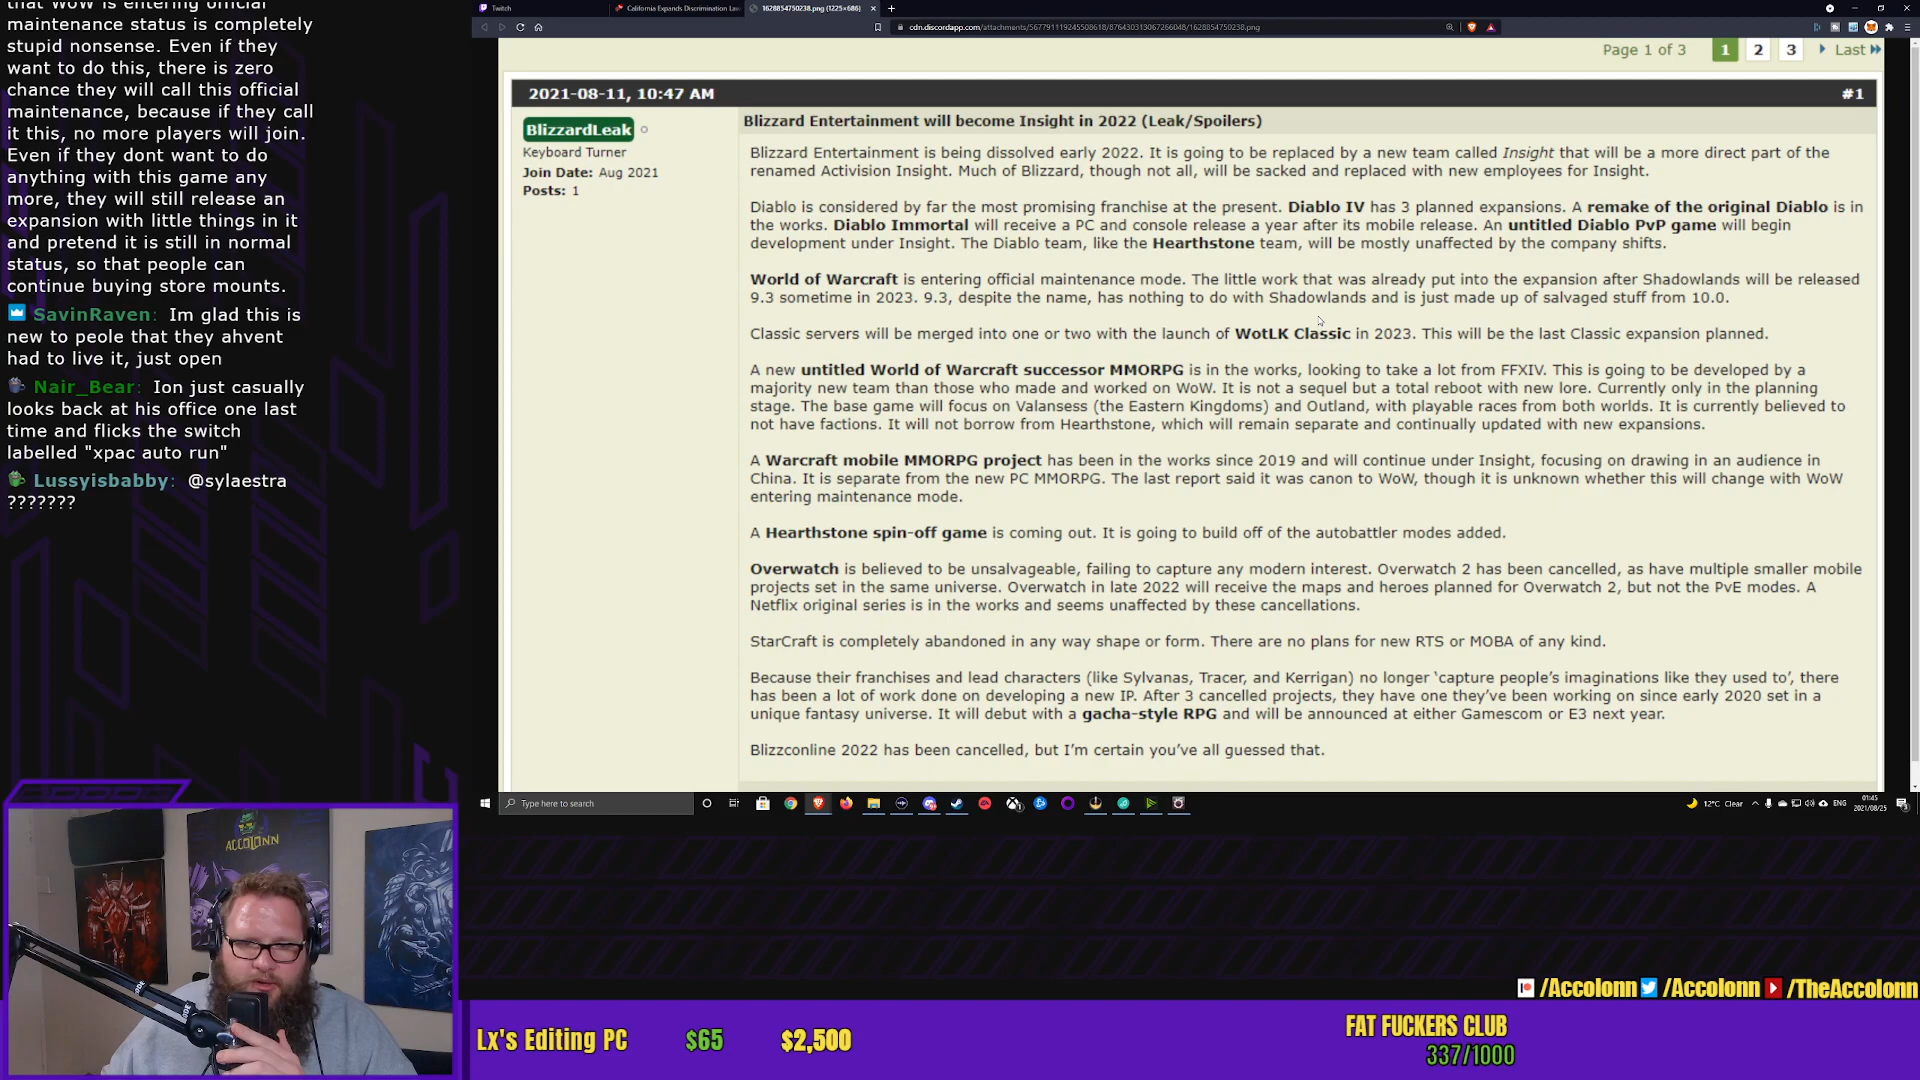 that WoW is entering official
maintenance status is completely
stupid nonsense. Even if they
want to do this, there is zero
chance they will call this official
maintenance, because if they call
it this, no more players will join.
Even if they dont want to do
anything with this game any
more, they will still release an
expansion with little things in it
and pretend it is still in normal
status, so that people can
continue buying store mounts.
SavinRaven: Im glad this is
new to peole that they ahvent
had to live it, just open
Nair_Bear: Ion just casually
looks back at his office one last
time and flicks the switch
labelled "xpac auto run"
Lussyisbabby: @sylaestra
???????
Twitch
California Expands Discrimination Law
1628854750238.png (1225×686)
cdn.discordapp.com/attachments/567791119245508618/876430313067266048/1628854750238.png
Page 1 of 3 1 2 3 Last
2021-08-11, 10:47 AM #1
BlizzardLeak
Keyboard Turner
Join Date: Aug 2021
Posts: 1
Blizzard Entertainment will become Insight in 2022 (Leak/Spoilers)
Blizzard Entertainment is being dissolved early 2022. It is going to be replaced by a new team called Insight that will be a more direct part of the
renamed Activision Insight. Much of Blizzard, though not all, will be sacked and replaced with new employees for Insight.
Diablo is considered by far the most promising franchise at the present. Diablo IV has 3 planned expansions. A remake of the original Diablo is in
the works. Diablo Immortal will receive a PC and console release a year after its mobile release. An untitled Diablo PvP game will begin
development under Insight. The Diablo team, like the Hearthstone team, will be mostly unaffected by the company shifts.
World of Warcraft is entering official maintenance mode. The little work that was already put into the expansion after Shadowlands will be released
9.3 sometime in 2023. 9.3, despite the name, has nothing to do with Shadowlands and is just made up of salvaged stuff from 10.0.
Classic servers will be merged into one or two with the launch of WotLK Classic in 2023. This will be the last Classic expansion planned.
A new untitled World of Warcraft successor MMORPG is in the works, looking to take a lot from FFXIV. This is going to be developed by a
majority new team than those who made and worked on WoW. It is not a sequel but a total reboot with new lore. Currently only in the planning
stage. The base game will focus on Valansess (the Eastern Kingdoms) and Outland, with playable races from both worlds. It is currently believed to
not have factions. It will not borrow from Hearthstone, which will remain separate and continually updated with new expansions.
A Warcraft mobile MMORPG project has been in the works since 2019 and will continue under Insight, focusing on drawing in an audience in
China. It is separate from the new PC MMORPG. The last report said it was canon to WoW, though it is unknown whether this will change with WoW
entering maintenance mode.
A Hearthstone spin-off game is coming out. It is going to build off of the autobattler modes added.
Overwatch is believed to be unsalvageable, failing to capture any modern interest. Overwatch 2 has been cancelled, as have multiple smaller mobile
projects set in the same universe. Overwatch in late 2022 will receive the maps and heroes planned for Overwatch 2, but not the PvE modes. A
Netflix original series is in the works and seems unaffected by these cancellations.
StarCraft is completely abandoned in any way shape or form. There are no plans for new RTS or MOBA of any kind.
Because their franchises and lead characters (like Sylvanas, Tracer, and Kerrigan) no longer ‘capture people’s imaginations like they used to’, there
has been a lot of work done on developing a new IP. After 3 cancelled projects, they have one they’ve been working on since early 2020 set in a
unique fantasy universe. It will debut with a gacha-style RPG and will be announced at either Gamescom or E3 next year.
Blizzconline 2022 has been cancelled, but I’m certain you’ve all guessed that.
Type here to search
12°C Clear
ENG
01:45
2021/08/25
ACCOLONN
RODE
/Accolonn /Accolonn /TheAccolonn
Lx's Editing PC $65 $2,500
FAT FUCKERS CLUB
337/1000